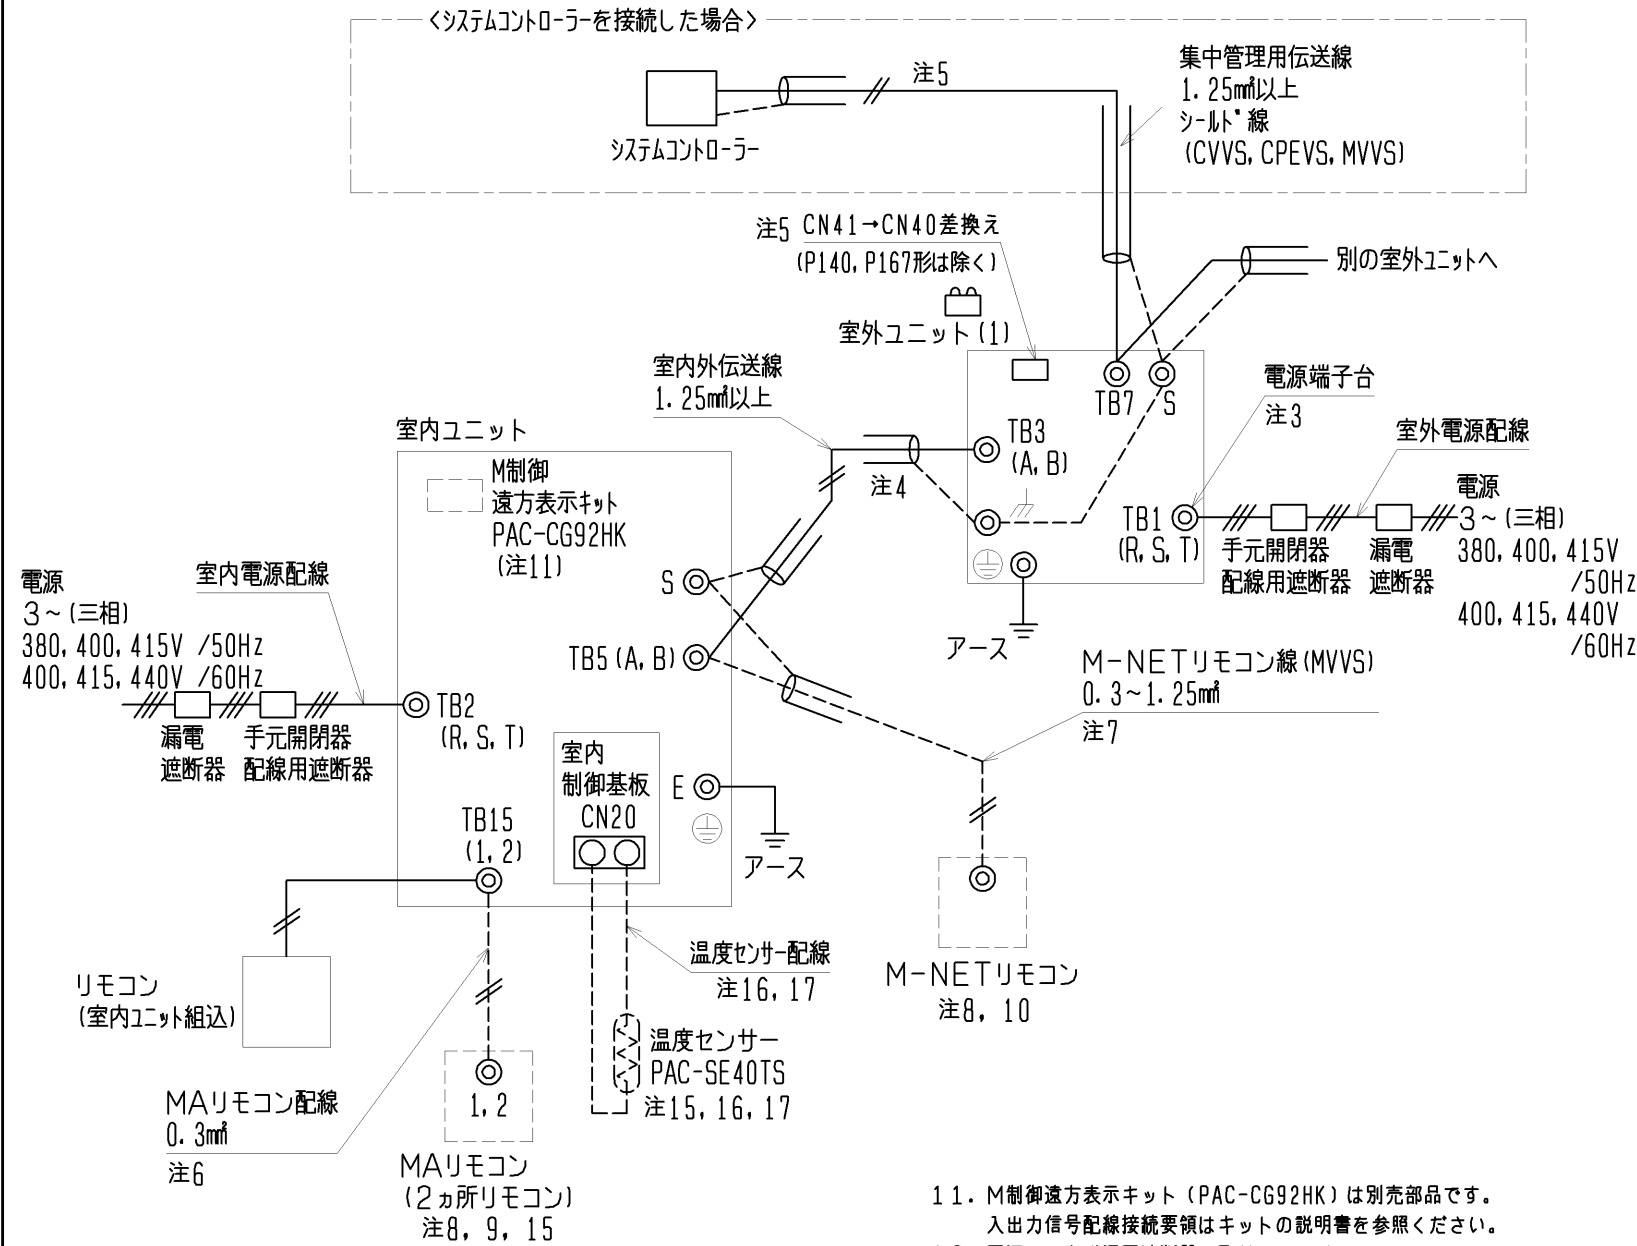 <システムコントローラーを接続した場合>
システムコントローラー
注5
集中管理用伝送線
1.25㎟以上
シールド線
(CVVS, CPEVS, MVVS)
注5 CN41→CN40差換え
(P140, P167形は除く)
別の室外ユニットへ
室外ユニット(1)
室内外伝送線
1.25㎟以上
TB7
S
電源端子台
注3
TB3
(A, B)
注4
室外電源配線
電源
3~(三相)
380, 400, 415V
/50Hz
400, 415, 440V
/60Hz
TB1
(R, S, T)
手元開閉器
配線用遮断器
漏電
遮断器
アース
室内ユニット
M制御
遠方表示キット
PAC-CG92HK
(注11)
S
TB5 (A, B)
電源
3~(三相)
380, 400, 415V /50Hz
400, 415, 440V /60Hz
室内電源配線
漏電
遮断器
手元開閉器
配線用遮断器
TB2
(R, S, T)
室内
制御基板
CN20
E
アース
TB15
(1, 2)
M-NETリモコン線(MVVS)
0.3~1.25㎟
注7
M-NETリモコン
注8, 10
温度センサー配線
注16, 17
温度センサー
PAC-SE40TS
注15, 16, 17
リモコン
(室内ユニット組込)
MAリモコン配線
0.3㎟
注6
1, 2
MAリモコン
(2ヵ所リモコン)
注8, 9, 15
11. M制御遠方表示キット(PAC-CG92HK)は別売部品です。
入出力信号配線接続要領はキットの説明書を参照ください。